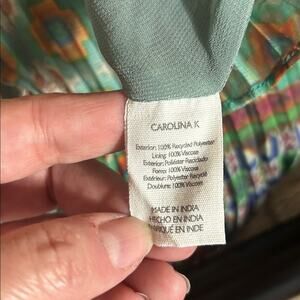 CAROLINA K
Exterior: 100% Recycled Polyester
Lining: 100% Viscose
Exterior: Poliéster Reciclado
Forro: 100% Viscose
Extérieur: Polyester Recyclé
Doublure: 100% Viscose
MADE IN INDIA
HECHO EN INDIA
FABRIQUÉ EN INDE